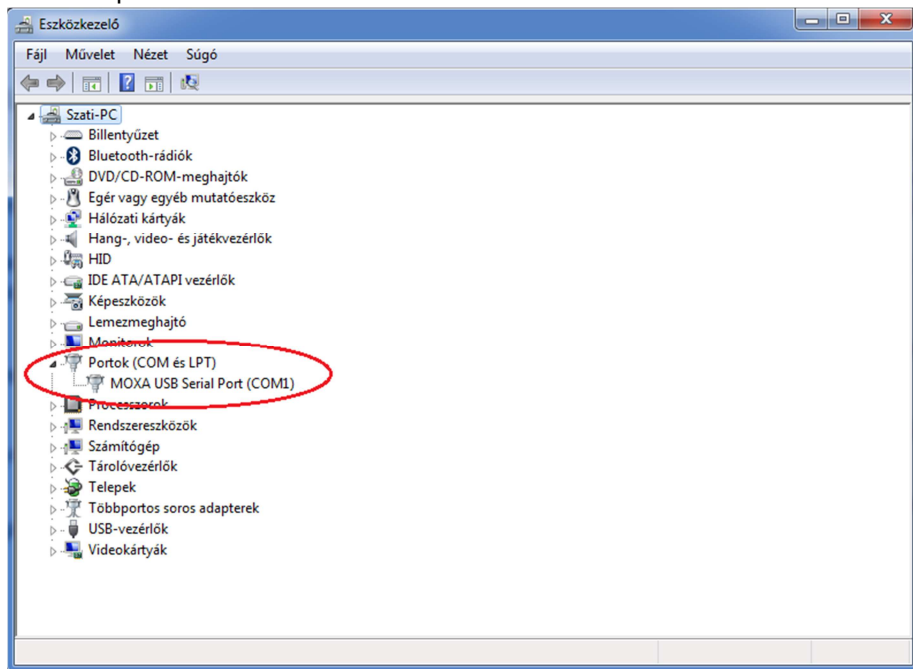 Eszközkezelő
Fájl Művelet Nézet Súgó
Szati-PC
Billentyűzet
Bluetooth-rádiók
DVD/CD-ROM-meghajtók
Egér vagy egyéb mutatóeszköz
Hálózati kártyák
Hang-, video- és játékvezérlők
HID
IDE ATA/ATAPI vezérlők
Képeszközök
Lemezmeghajtó
Monitorok
Portok (COM és LPT)
MOXA USB Serial Port (COM1)
Processzorok
Rendszereszközök
Számítógép
Tárolóvezérlők
Telepek
Többportos soros adapterek
USB-vezérlők
Videokártyák